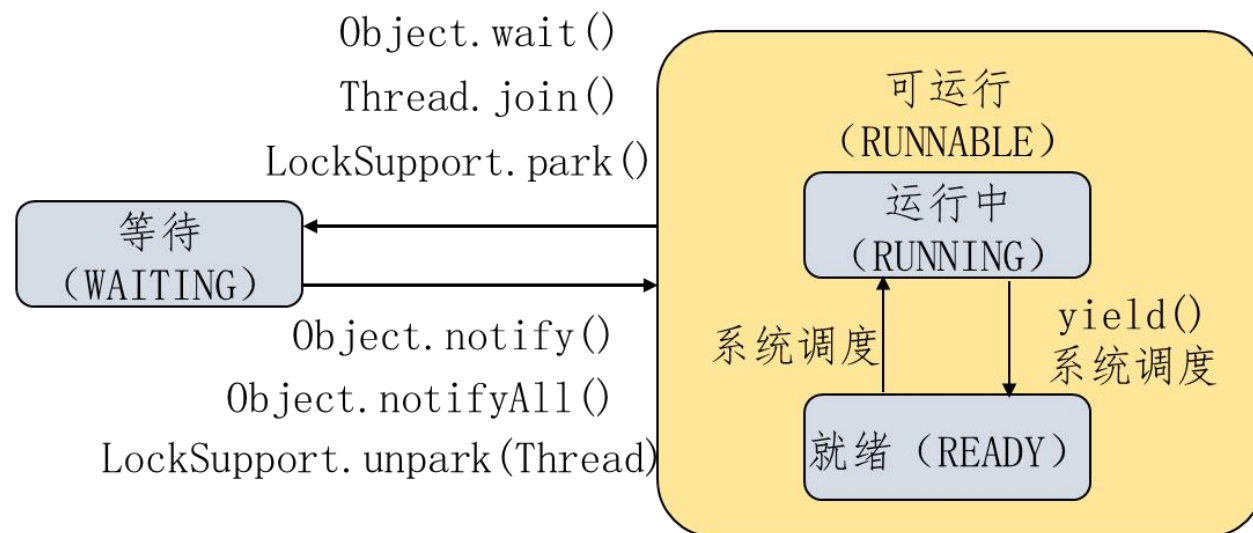 Object.wait()
Thread.join()
LockSupport.park()
等待
（WAITING）
Object.notify()
Object.notifyAll()
LockSupport.unpark(Thread)
可运行
（RUNNABLE）
运行中
（RUNNING）
系统调度
yield()
系统调度
就绪（READY）